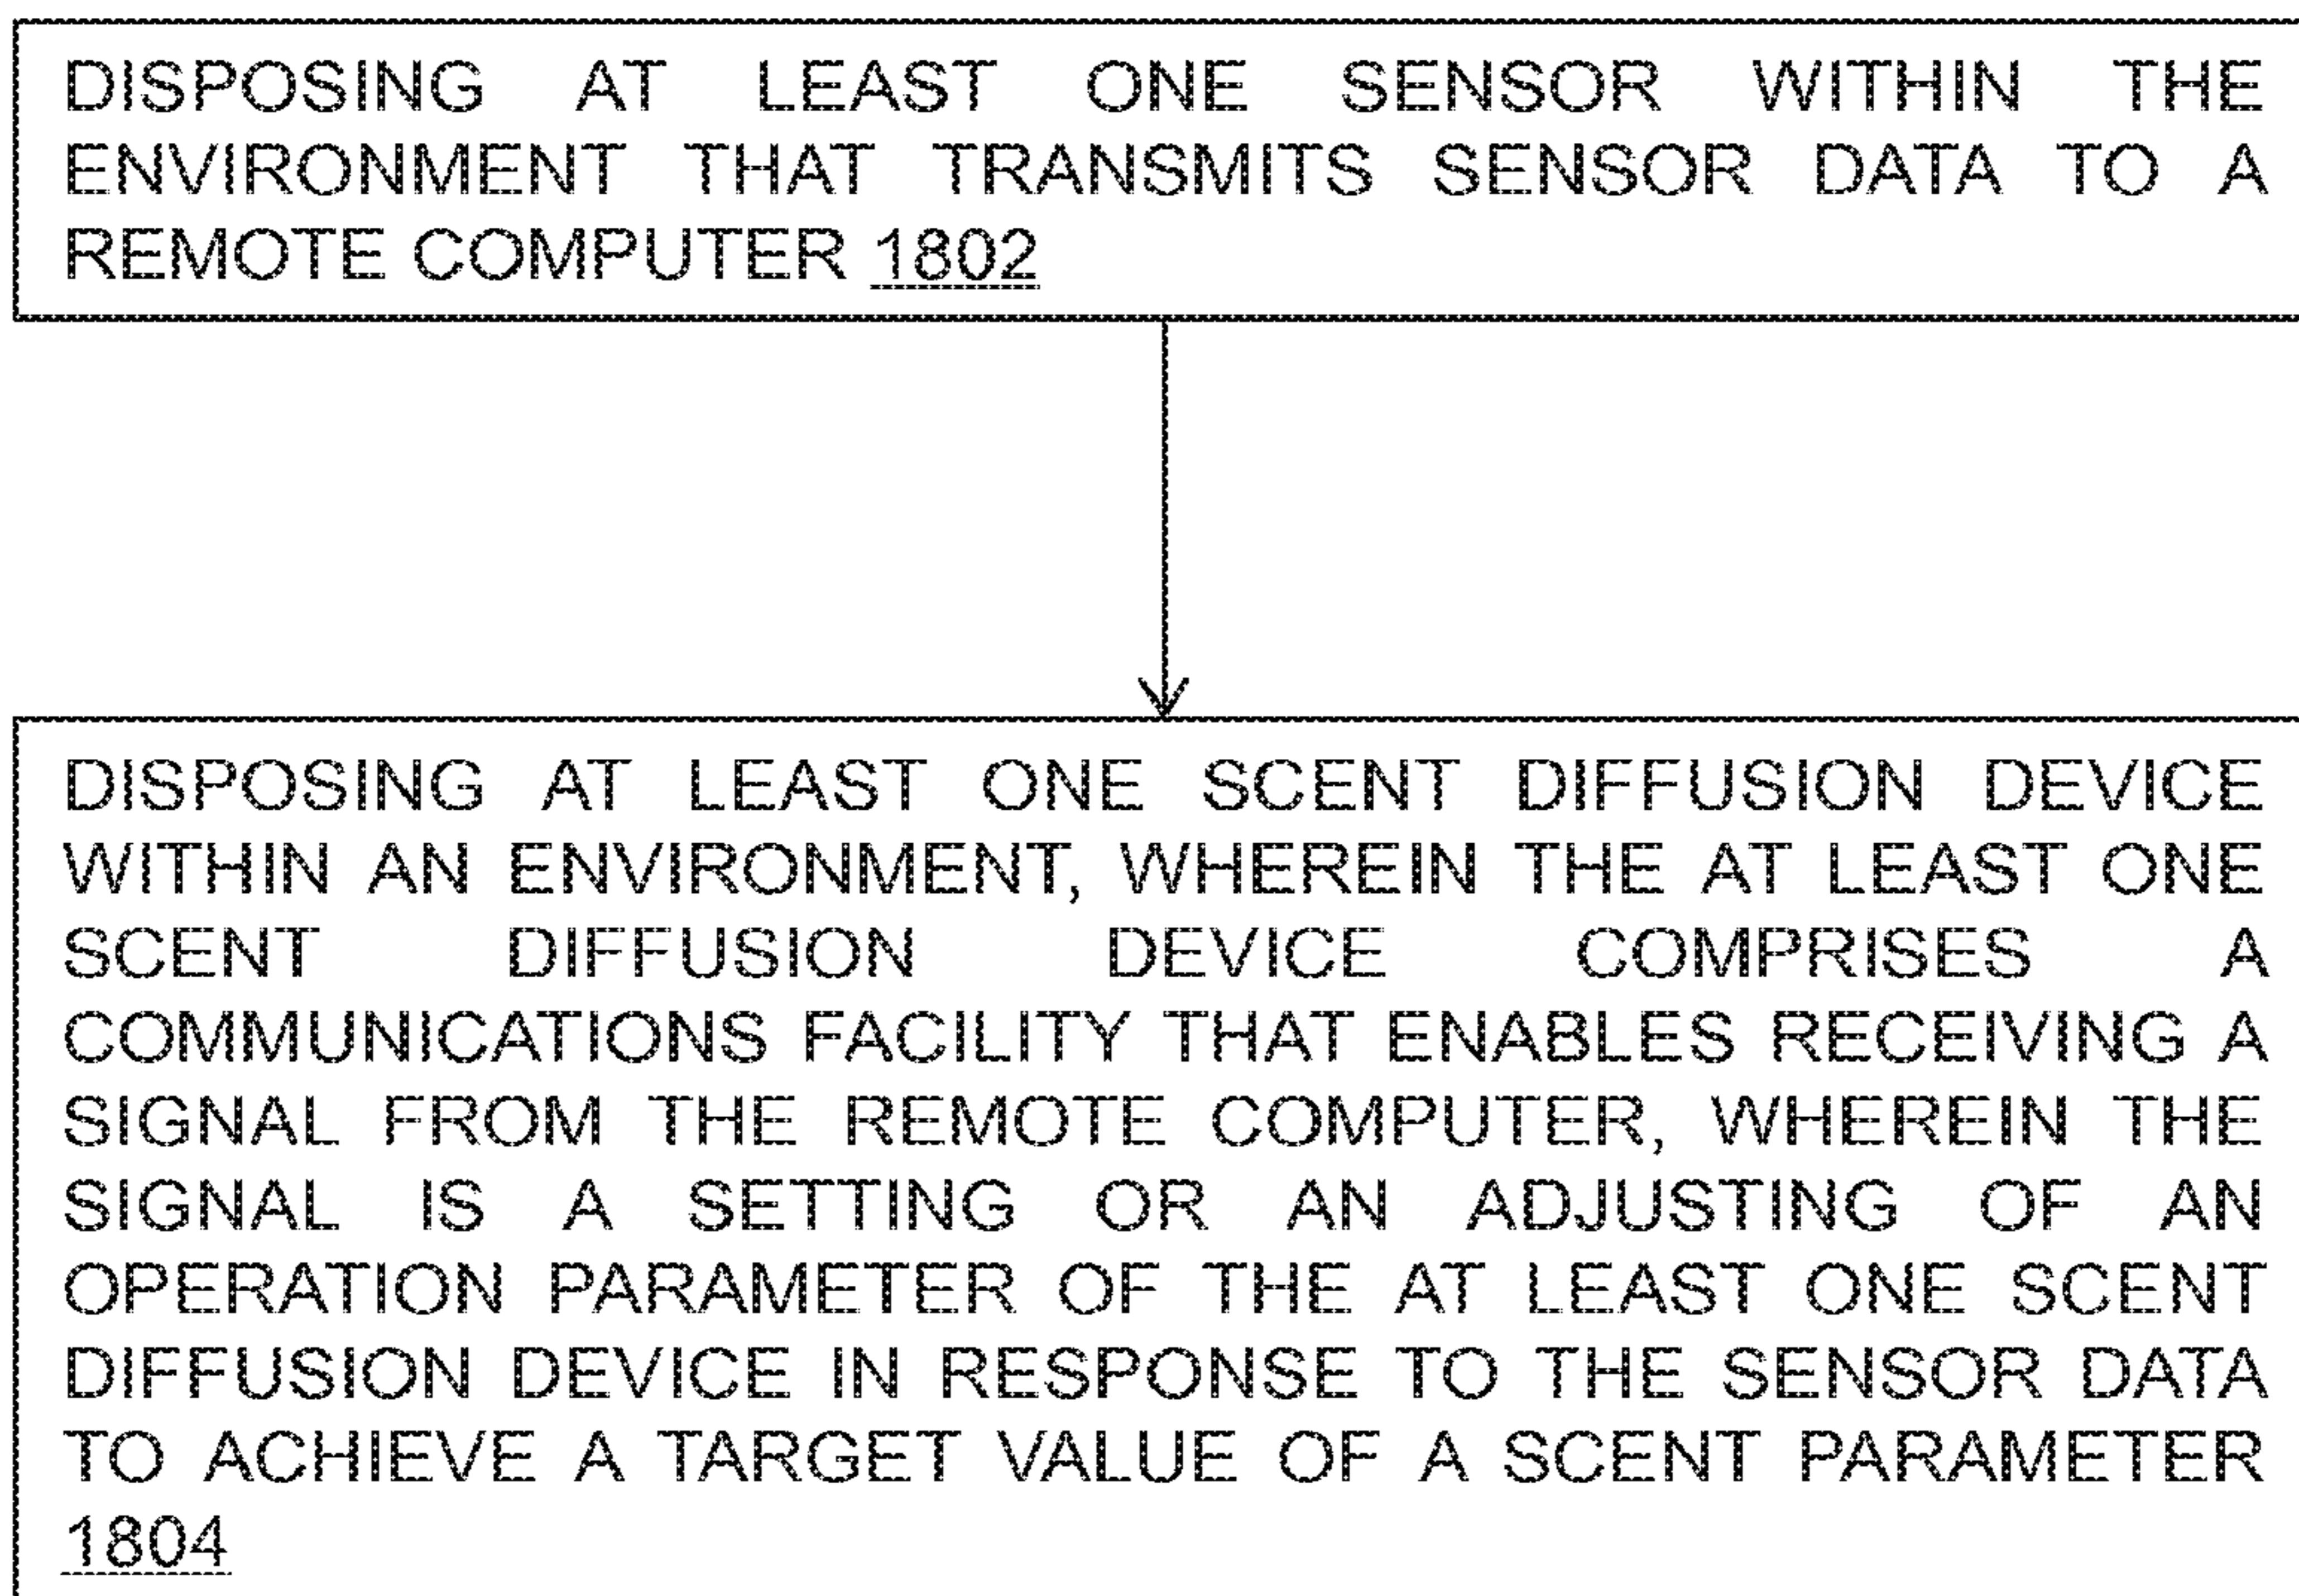 DISPOSING AT LEAST ONE SENSOR WITHIN THE
ENVIRONMENT THAT TRANSMITS SENSOR DATA TO A
REMOTE COMPUTER 1802
DISPOSING AT LEAST ONE SCENT DIFFUSION DEVICE
WITHIN AN ENVIRONMENT, WHEREIN THE AT LEAST ONE
SCENT DIFFUSION DEVICE COMPRISES A
COMMUNICATIONS FACILITY THAT ENABLES RECEIVING A
SIGNAL FROM THE REMOTE COMPUTER, WHEREIN THE
SIGNAL IS A SETTING OR AN ADJUSTING OF AN
OPERATION PARAMETER OF THE AT LEAST ONE SCENT
DIFFUSION DEVICE IN RESPONSE TO THE SENSOR DATA
TO ACHIEVE A TARGET VALUE OF A SCENT PARAMETER
1804